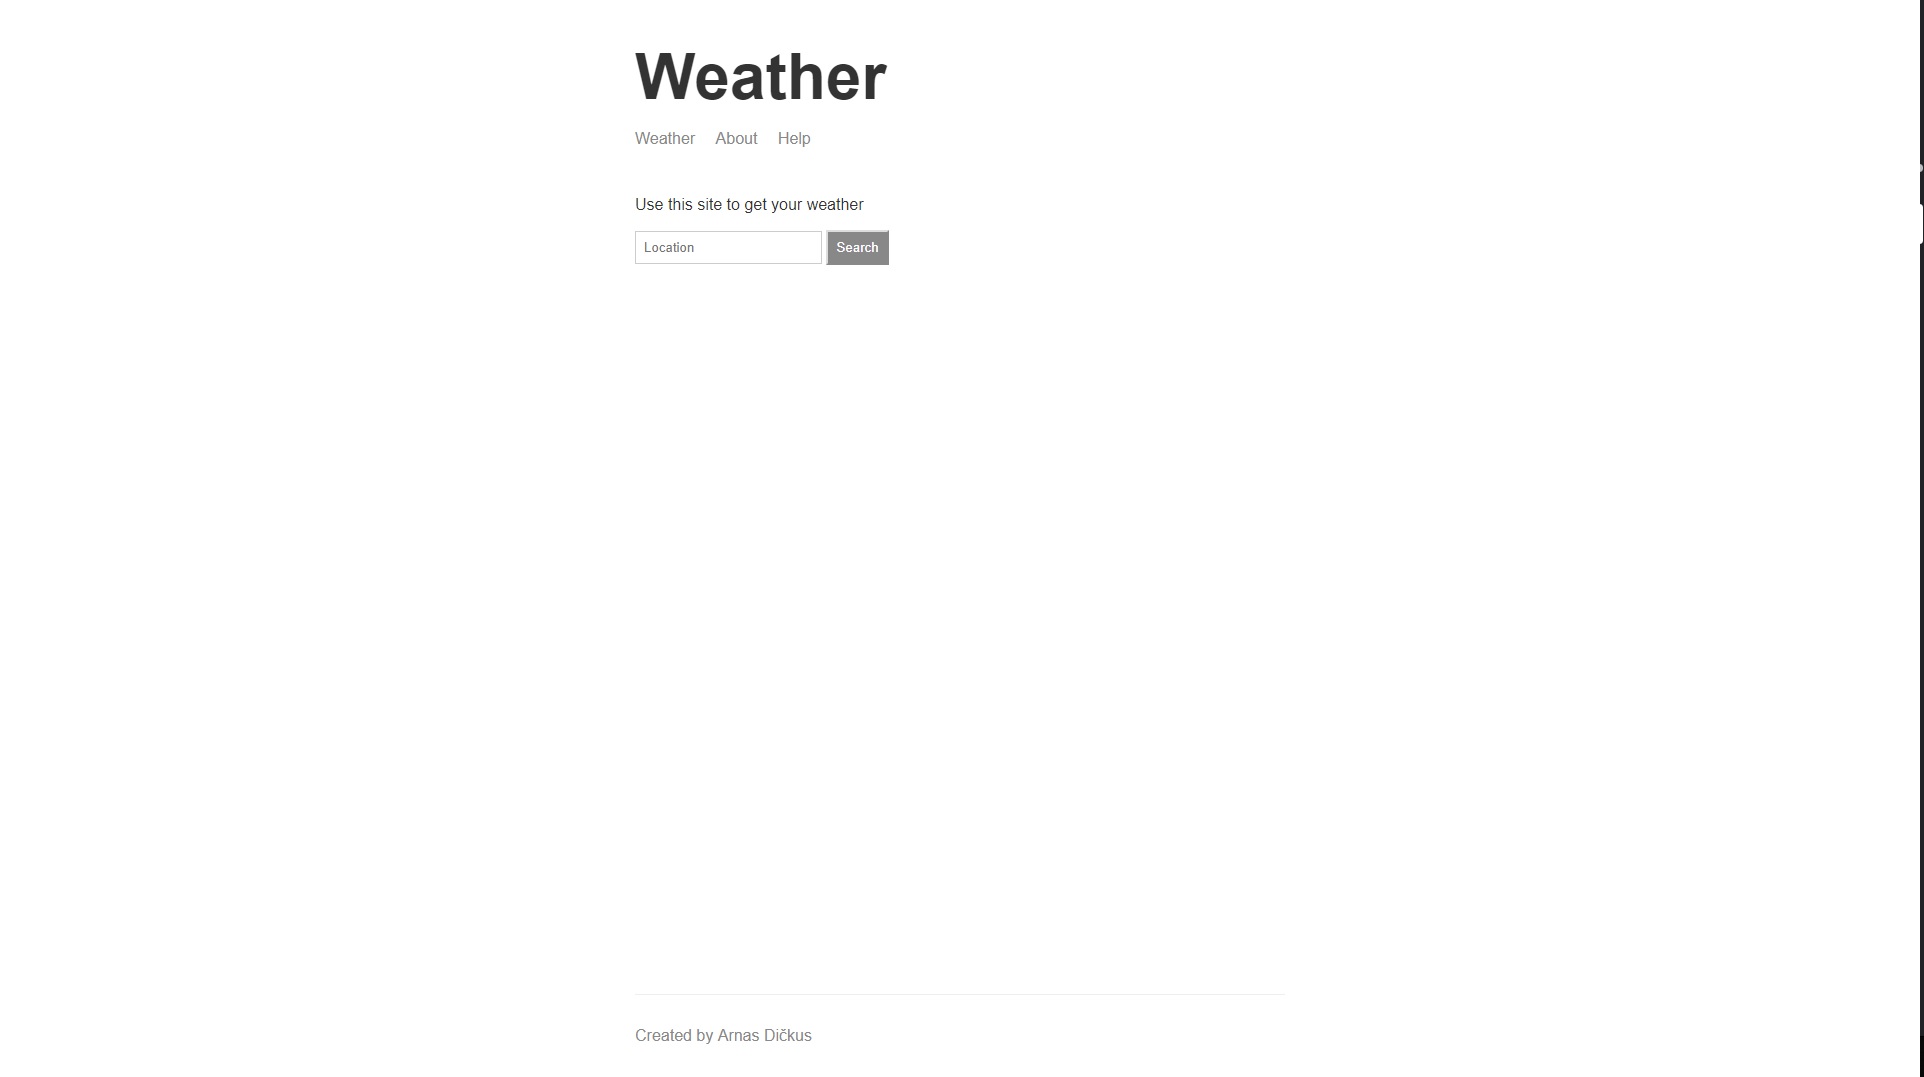 Weather
Weather About Help
Use this site to get your weather
Location Search
Created by Arnas Dičkus